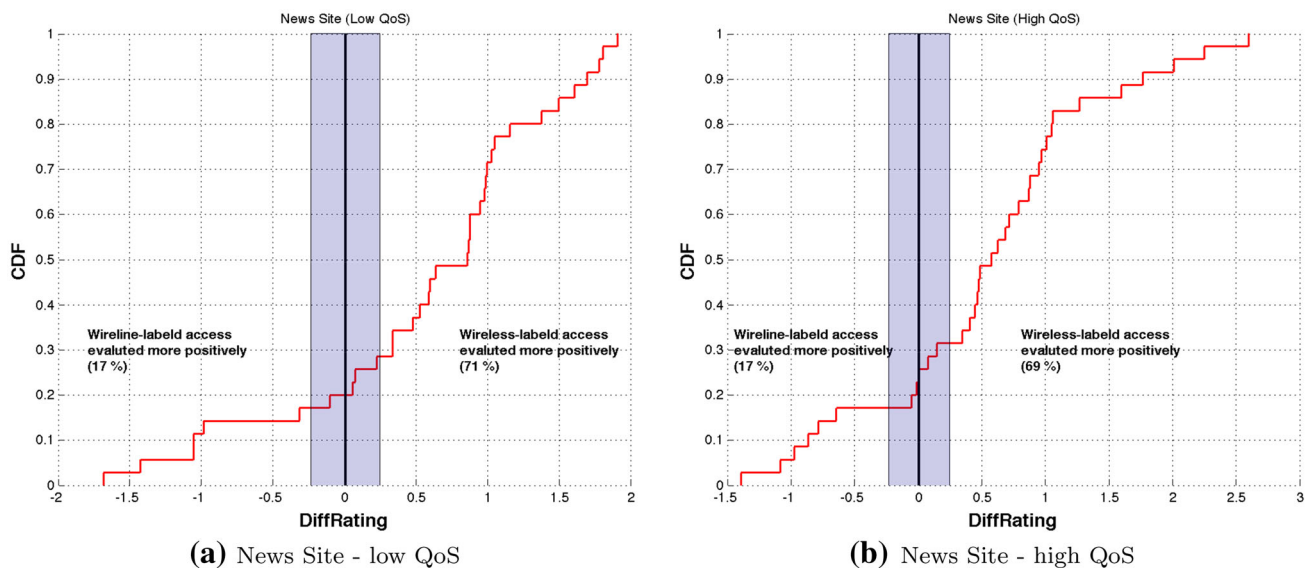 News Site (Low QoS)
1
0.9
0.8
0.7
0.6
0.5
0.4
0.3
0.2
0.1
0
CDF
Wireline-labeld access
evaluted more positively
(17 %)
Wireless-labeld access
evaluted more positively
(71 %)
-2
-1.5
-1
-0.5
0
0.5
1
1.5
2
DiffRating
(a) News Site - low QoS
News Site (High QoS)
1
0.9
0.8
0.7
0.6
0.5
0.4
0.3
0.2
0.1
0
CDF
Wireline-labeld access
evaluted more positively
(17 %)
Wireless-labeld access
evaluted more positively
(69 %)
-1.5
-1
-0.5
0
0.5
1
1.5
2
2.5
3
DiffRating
(b) News Site - high QoS